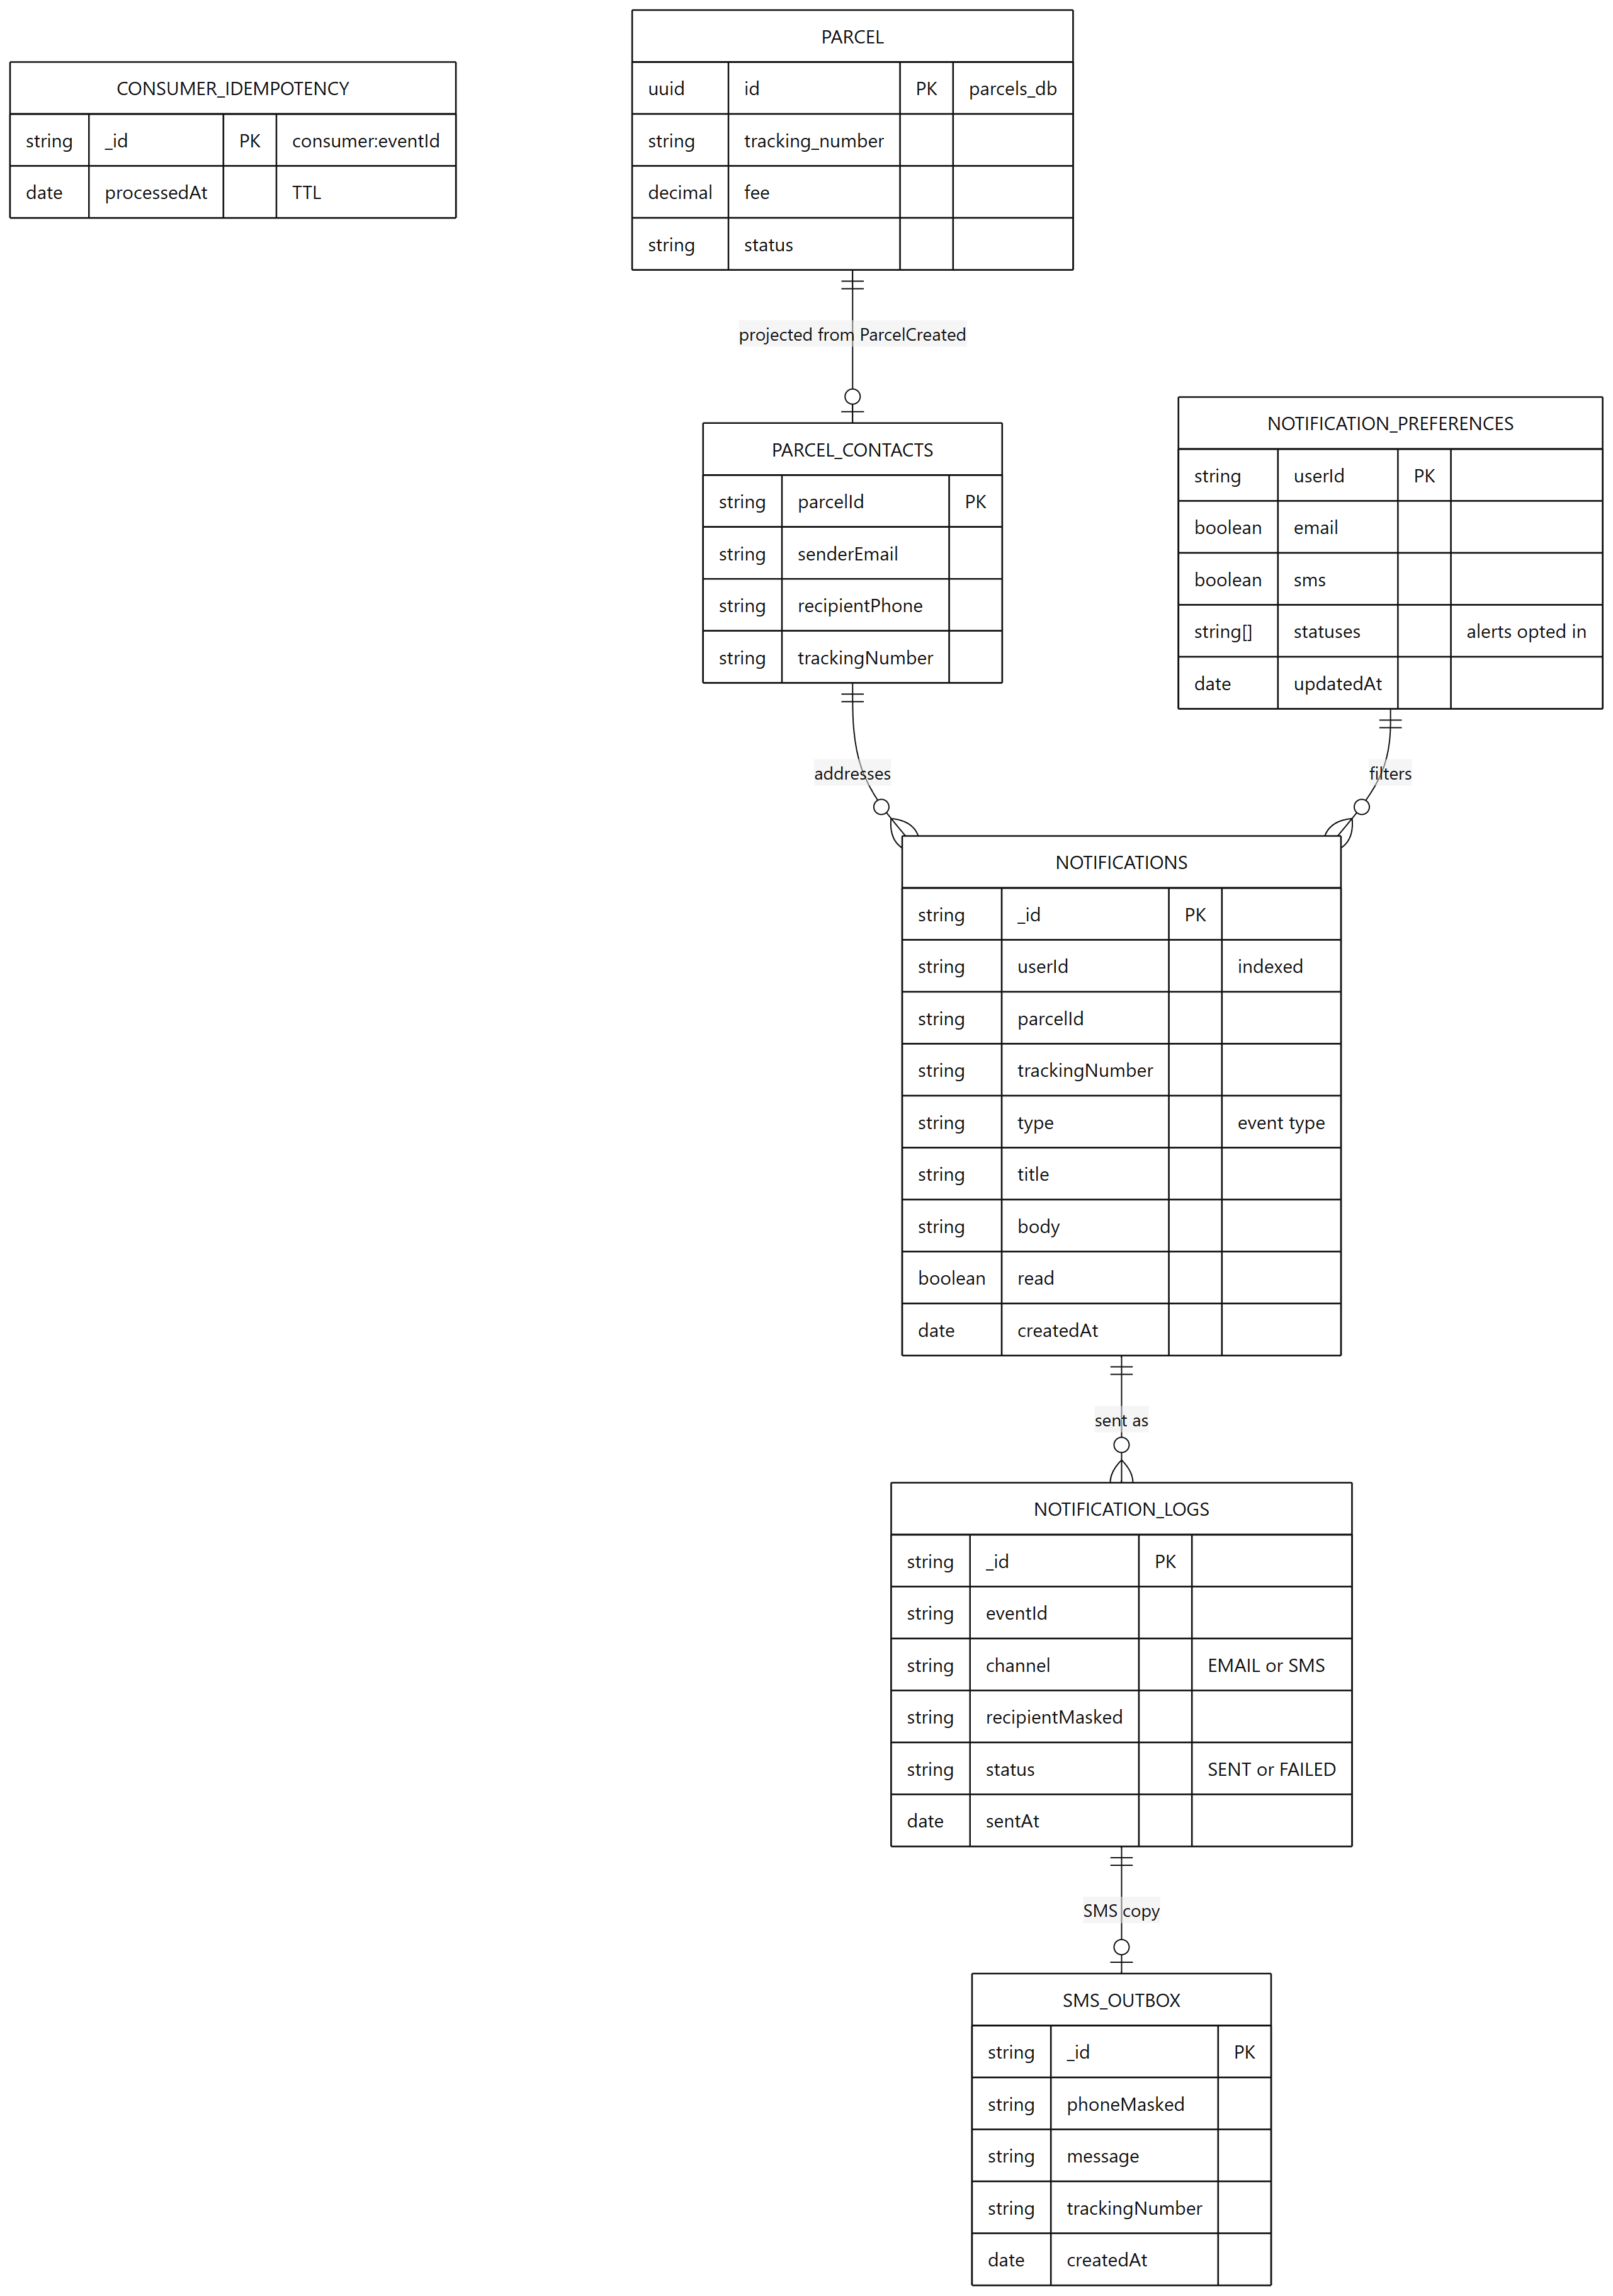 PARCEL
uuid id PK parcels_db
string tracking_number
decimal fee
string status
CONSUMER_IDEMPOTENCY
string _id PK consumer:eventId
date processedAt TTL
projected from ParcelCreated
PARCEL_CONTACTS
string parcelId PK
string senderEmail
string recipientPhone
string trackingNumber
NOTIFICATION_PREFERENCES
string userId PK
boolean email
boolean sms
string[] statuses alerts opted in
date updatedAt
addresses
filters
NOTIFICATIONS
string _id PK
string userId indexed
string parcelId
string trackingNumber
string type event type
string title
string body
boolean read
date createdAt
sent as
NOTIFICATION_LOGS
string _id PK
string eventId
string channel EMAIL or SMS
string recipientMasked
string status SENT or FAILED
date sentAt
SMS copy
SMS_OUTBOX
string _id PK
string phoneMasked
string message
string trackingNumber
date createdAt